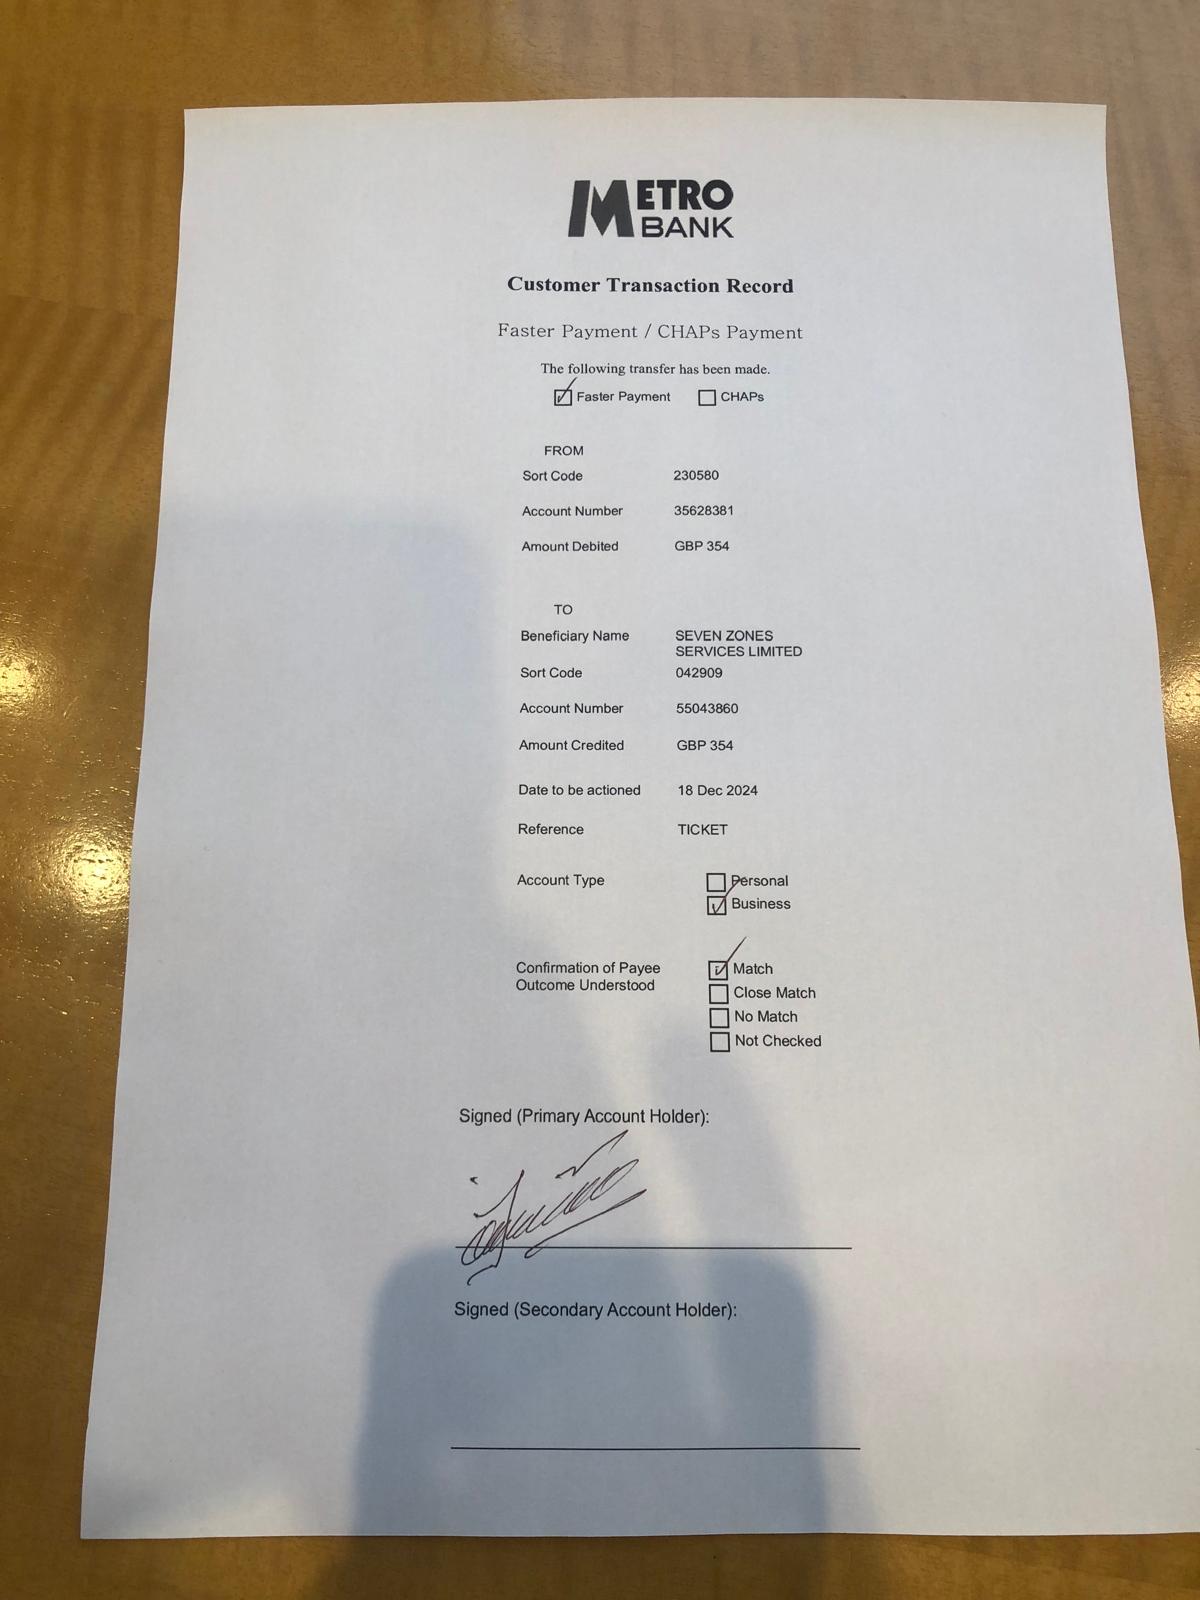 METRO
BANK
Customer Transaction Record
Faster Payment / CHAPs Payment
The following transfer has been made.
Faster Payment CHAPs
FROM
Sort Code 230580
Account Number 35628381
Amount Debited GBP 354
TO
Beneficiary Name SEVEN ZONES
SERVICES LIMITED
Sort Code 042909
Account Number 55043860
Amount Credited GBP 354
Date to be actioned 18 Dec 2024
Reference TICKET
Account Type Personal
Business
Confirmation of Payee Match
Outcome Understood Close Match
No Match
Not Checked
Signed (Primary Account Holder):
Signed (Secondary Account Holder):